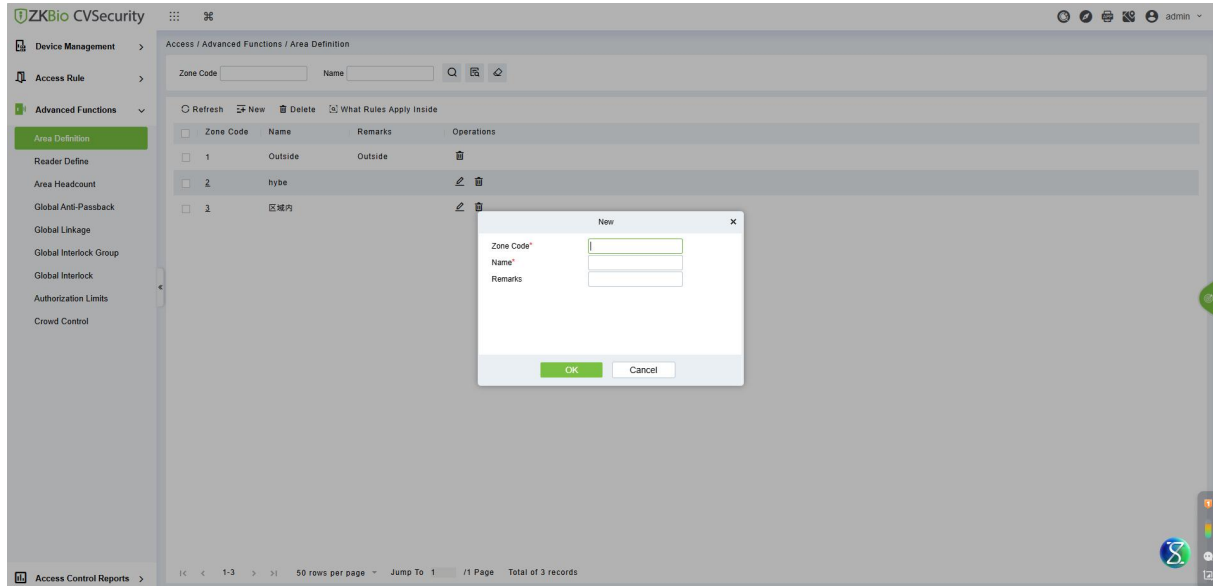 ZKBio CVSecurity
admin
Device Management
Access / Advanced Functions / Area Definition
Zone Code
Name
Access Rule
Advanced Functions
Refresh New Delete What Rules Apply Inside
Zone Code Name Remarks Operations
Area Definition
1 Outside Outside
Reader Define
2 hybe
Area Headcount
3 区域内
Global Anti-Passback
Global Linkage
Global Interlock Group
Global Interlock
Authorization Limits
Crowd Control
New
Zone Code*
Name*
Remarks
OK Cancel
Access Control Reports
1-3 50 rows per page Jump To 1 /1 Page Total of 3 records